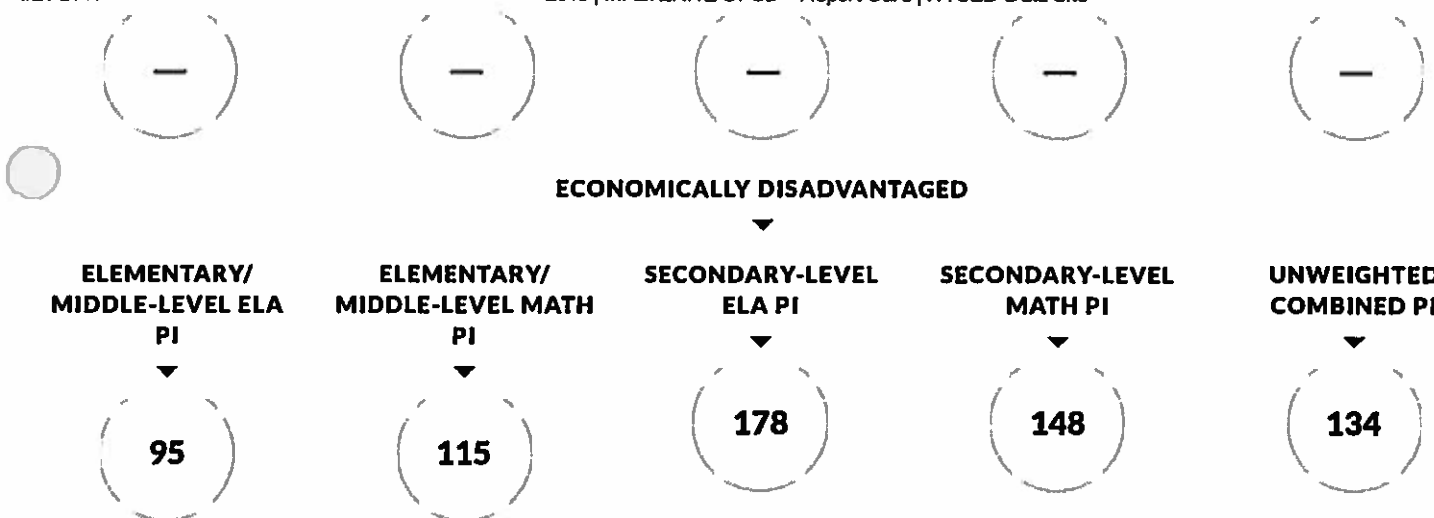 — — — — —
ECONOMICALLY DISADVANTAGED
ELEMENTARY/
MIDDLE-LEVEL ELA
PI
ELEMENTARY/
MIDDLE-LEVEL MATH
PI
SECONDARY-LEVEL
ELA PI
SECONDARY-LEVEL
MATH PI
UNWEIGHTED
COMBINED PI
95
115
178
148
134